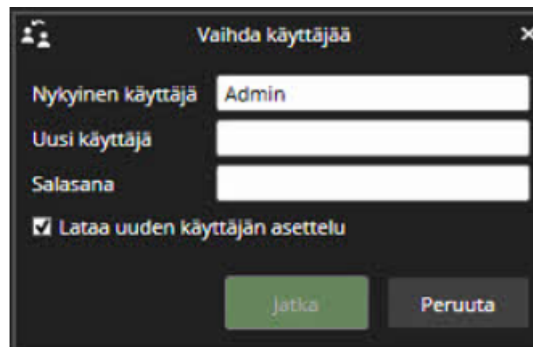 Vaihda käyttäjää
Nykyinen käyttäjä Admin
Uusi käyttäjä
Salasana
Lataa uuden käyttäjän asettelu
Jatka Peruuta